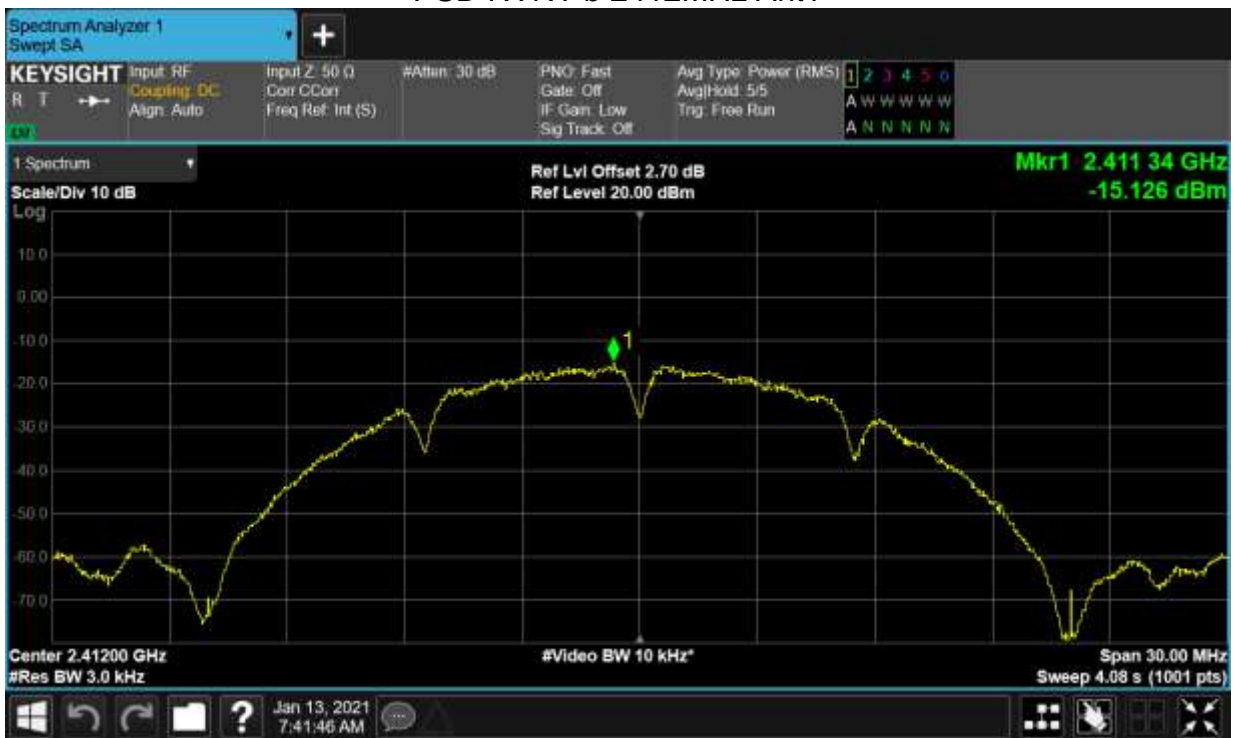 Spectrum Analyzer 1
Swept SA
+
KEYSIGHT
R T
Input: RF
Coupling: DC
Align: Auto
Input Z: 50 Ω
Corr CCorr
Freq Ref: Int (S)
#Atten: 30 dB
PNO: Fast
Gate: Off
IF Gain: Low
Sig Track: Off
Avg Type: Power (RMS)
Avg|Hold: 5/5
Trig: Free Run
1 2 3 4 5 6
A W W W W W
A N N N N N
1 Spectrum
Scale/Div 10 dB
Log
Ref Lvl Offset 2.70 dB
Ref Level 20.00 dBm
Mkr1 2.411 34 GHz
-15.126 dBm
10.0
0.00
-10.0
-20.0
-30.0
-40.0
-50.0
-60.0
-70.0
1
Center 2.41200 GHz
#Res BW 3.0 kHz
#Video BW 10 kHz*
Span 30.00 MHz
Sweep 4.08 s (1001 pts)
?
Jan 13, 2021
7:41:46 AM